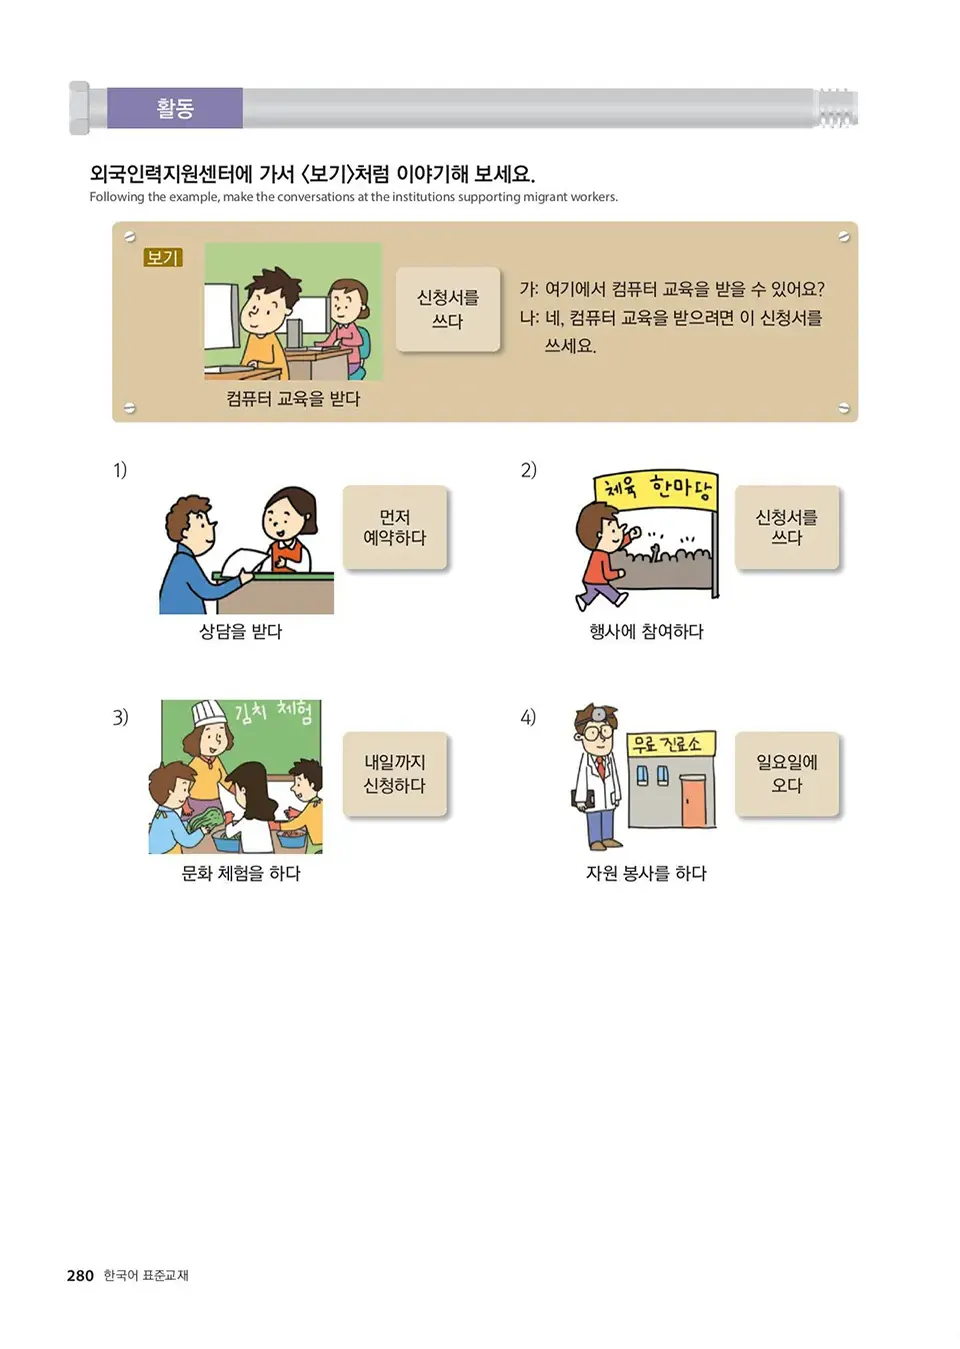 활동
외국인력지원센터에 가서 〈보기〉처럼 이야기해 보세요.
Following the example, make the conversations at the institutions supporting migrant workers.
보기
신청서를
쓰다
가: 여기에서 컴퓨터 교육을 받을 수 있어요?
나: 네, 컴퓨터 교육을 받으려면 이 신청서를
쓰세요.
컴퓨터 교육을 받다
1)
먼저
예약하다
상담을 받다
2)
체육 한마당
신청서를
쓰다
행사에 참여하다
3)
김치 체험
내일까지
신청하다
문화 체험을 하다
4)
무료 진료소
일요일에
오다
자원 봉사를 하다
280 한국어 표준교재